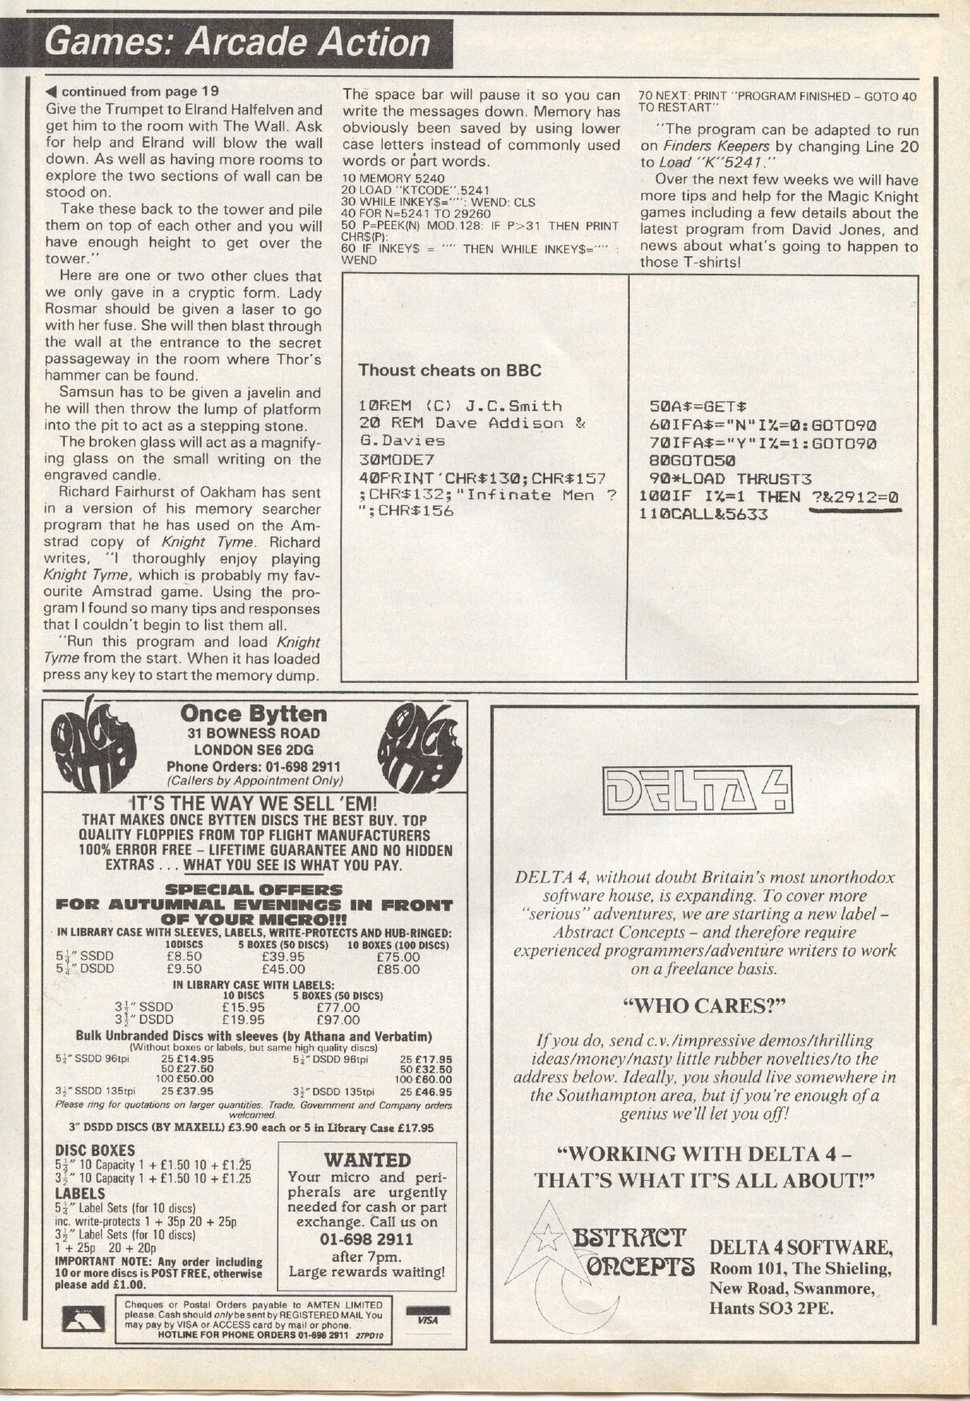 Games: Arcade Action
◀ continued from page 19
Give the Trumpet to Elrand Halfelven and
get him to the room with The Wall. Ask
for help and Elrand will blow the wall
down. As well as having more rooms to
explore the two sections of wall can be
stood on.
Take these back to the tower and pile
them on top of each other and you will
have enough height to get over the
tower.''
Here are one or two other clues that
we only gave in a cryptic form. Lady
Rosmar should be given a laser to go
with her fuse. She will then blast through
the wall at the entrance to the secret
passageway in the room where Thor's
hammer can be found.
Samsun has to be given a javelin and
he will then throw the lump of platform
into the pit to act as a stepping stone.
The broken glass will act as a magnify-
ing glass on the small writing on the
engraved candle.
Richard Fairhurst of Oakham has sent
in a version of his memory searcher
program that he has used on the Am-
strad copy of Knight Tyme. Richard
writes, ''I thoroughly enjoy playing
Knight Tyme, which is probably my fav-
ourite Amstrad game. Using the pro-
gram I found so many tips and responses
that I couldn't begin to list them all.
''Run this program and load Knight
Tyme from the start. When it has loaded
press any key to start the memory dump.
The space bar will pause it so you can
write the messages down. Memory has
obviously been saved by using lower
case letters instead of commonly used
words or part words.
10 MEMORY 5240
20 LOAD ''KTCODE'',5241
30 WHILE INKEY$='''': WEND: CLS
40 FOR N=5241 TO 29260
50 P=PEEK(N) MOD.128: IF P>31 THEN PRINT
CHR$(P);
60 IF INKEY$ = '''' THEN WHILE INKEY$='''' :
WEND
70 NEXT: PRINT ''PROGRAM FINISHED – GOTO 40
TO RESTART''
''The program can be adapted to run
on Finders Keepers by changing Line 20
to Load ''K''5241.''
Over the next few weeks we will have
more tips and help for the Magic Knight
games including a few details about the
latest program from David Jones, and
news about what's going to happen to
those T-shirts!
Thoust cheats on BBC
10REM (C) J.C.Smith
20 REM Dave Addison &
G.Davies
30MODE7
40PRINT'CHR$130;CHR$157
;CHR$132;"Infinate Men ?
";CHR$156
50A$=GET$
60IFA$="N"I%=0:GOTO90
70IFA$="Y"I%=1:GOTO90
80GOTO50
90*LOAD THRUST3
100IF I%=1 THEN ?&2912=0
110CALL&5633
Once Bytten
31 BOWNESS ROAD
LONDON SE6 2DG
Phone Orders: 01-698 2911
(Callers by Appointment Only)
IT'S THE WAY WE SELL 'EM!
THAT MAKES ONCE BYTTEN DISCS THE BEST BUY. TOP
QUALITY FLOPPIES FROM TOP FLIGHT MANUFACTURERS
100% ERROR FREE – LIFETIME GUARANTEE AND NO HIDDEN
EXTRAS . . . WHAT YOU SEE IS WHAT YOU PAY.
SPECIAL OFFERS
FOR AUTUMNAL EVENINGS IN FRONT
OF YOUR MICRO!!!
IN LIBRARY CASE WITH SLEEVES, LABELS, WRITE-PROTECTS AND HUB-RINGED:
10DISCS 5 BOXES (50 DISCS) 10 BOXES (100 DISCS)
5¼″ SSDD £8.50 £39.95 £75.00
5¼″ DSDD £9.50 £45.00 £85.00
IN LIBRARY CASE WITH LABELS:
10 DISCS 5 BOXES (50 DISCS)
3½″ SSDD £15.95 £77.00
3½″ DSDD £19.95 £97.00
Bulk Unbranded Discs with sleeves (by Athana and Verbatim)
(Without boxes or labels, but same high quality discs)
5¼″ SSDD 96tpi 25 £14.95 5¼″ DSDD 96tpi 25 £17.95
50 £27.50 50 £32.50
100 £50.00 100 £60.00
3½″ SSDD 135tpi 25 £37.95 3½″ DSDD 135tpi 25 £46.95
Please ring for quotations on larger quantities. Trade, Government and Company orders
welcomed.
3″ DSDD DISCS (BY MAXELL) £3.90 each or 5 in Library Case £17.95
DISC BOXES
5¼″ 10 Capacity 1 + £1.50 10 + £1.25
3½″ 10 Capacity 1 + £1.50 10 + £1.25
LABELS
5¼″ Label Sets (for 10 discs)
inc. write-protects 1 + 35p 20 + 25p
3½″ Label Sets (for 10 discs)
1 + 25p 20 + 20p
IMPORTANT NOTE: Any order including
10 or more discs is POST FREE, otherwise
please add £1.00.
WANTED
Your micro and peri-
pherals are urgently
needed for cash or part
exchange. Call us on
01-698 2911
after 7pm.
Large rewards waiting!
Cheques or Postal Orders payable to AMTEN LIMITED
please. Cash should only be sent by REGISTERED MAIL You
may pay by VISA or ACCESS card by mail or phone.
HOTLINE FOR PHONE ORDERS 01-698 2911 27PD10
VISA
DELTA 4
DELTA 4, without doubt Britain's most unorthodox
software house, is expanding. To cover more
“serious” adventures, we are starting a new label –
Abstract Concepts – and therefore require
experienced programmers/adventure writers to work
on a freelance basis.
“WHO CARES?”
If you do, send c.v./impressive demos/thrilling
ideas/money/nasty little rubber novelties/to the
address below. Ideally, you should live somewhere in
the Southampton area, but if you're enough of a
genius we'll let you off!
“WORKING WITH DELTA 4 –
THAT'S WHAT IT'S ALL ABOUT!”
ABSTRACT
CONCEPTS
DELTA 4 SOFTWARE,
Room 101, The Shieling,
New Road, Swanmore,
Hants SO3 2PE.